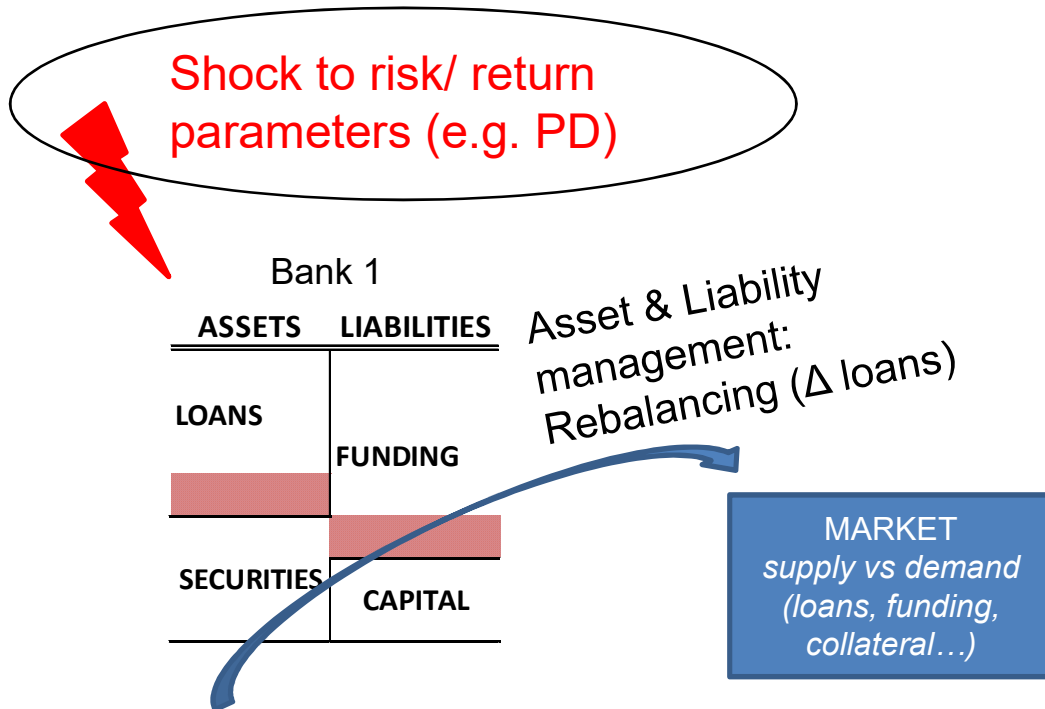 Shock to risk/ return
parameters (e.g. PD)
Bank 1
ASSETS LIABILITIES
LOANS
FUNDING
SECURITIES
CAPITAL
Asset & Liability
management:
Rebalancing (Δ loans)
MARKET
supply vs demand
(loans, funding,
collateral…)